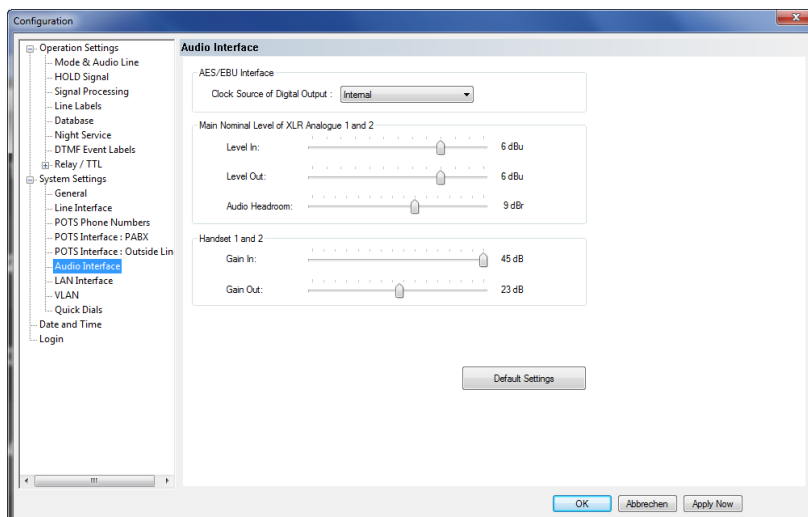 Configuration
Operation Settings
Mode & Audio Line
HOLD Signal
Signal Processing
Line Labels
Database
Night Service
DTMF Event Labels
Relay / TTL
System Settings
General
Line Interface
POTS Phone Numbers
POTS Interface : PABX
POTS Interface : Outside Lin
Audio Interface
LAN Interface
VLAN
Quick Dials
Date and Time
Login
Audio Interface
AES/EBU Interface
Clock Source of Digital Output : Internal
Main Nominal Level of XLR Analogue 1 and 2
Level In: 6 dBu
Level Out: 6 dBu
Audio Headroom: 9 dBr
Handset 1 and 2
Gain In: 45 dB
Gain Out: 23 dB
Default Settings
OK Abbrechen Apply Now